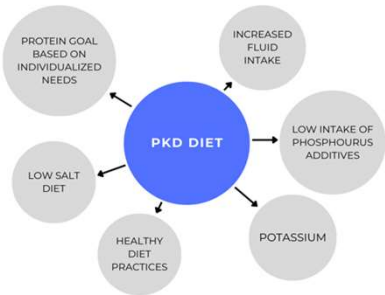 PROTEIN GOAL
BASED ON
INDIVIDUALIZED
NEEDS
INCREASED
FLUID
INTAKE
PKD DIET
LOW INTAKE OF
PHOSPHOURUS
ADDITIVES
LOW SALT
DIET
HEALTHY
DIET
PRACTICES
POTASSIUM